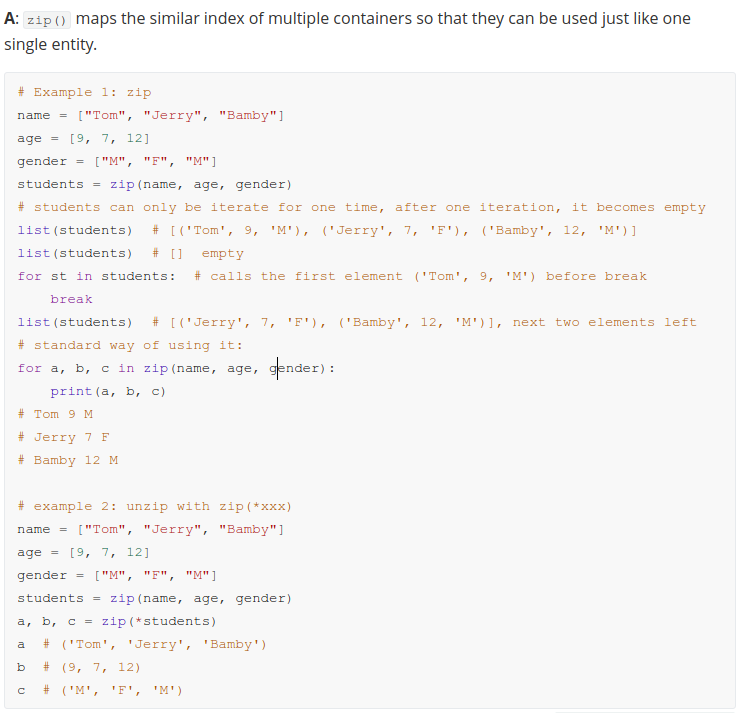 A: zip() maps the similar index of multiple containers so that they can be used just like one
single entity.
# Example 1: zip
name = ["Tom", "Jerry", "Bamby"]
age = [9, 7, 12]
gender = ["M", "F", "M"]
students = zip(name, age, gender)
# students can only be iterate for one time, after one iteration, it becomes empty
list(students)  # [('Tom', 9, 'M'), ('Jerry', 7, 'F'), ('Bamby', 12, 'M')]
list(students)  # []  empty
for st in students:  # calls the first element ('Tom', 9, 'M') before break
    break
list(students)  # [('Jerry', 7, 'F'), ('Bamby', 12, 'M')], next two elements left
# standard way of using it:
for a, b, c in zip(name, age, gender):
    print(a, b, c)
# Tom 9 M
# Jerry 7 F
# Bamby 12 M
# example 2: unzip with zip(*xxx)
name = ["Tom", "Jerry", "Bamby"]
age = [9, 7, 12]
gender = ["M", "F", "M"]
students = zip(name, age, gender)
a, b, c = zip(*students)
a  # ('Tom', 'Jerry', 'Bamby')
b  # (9, 7, 12)
c  # ('M', 'F', 'M')